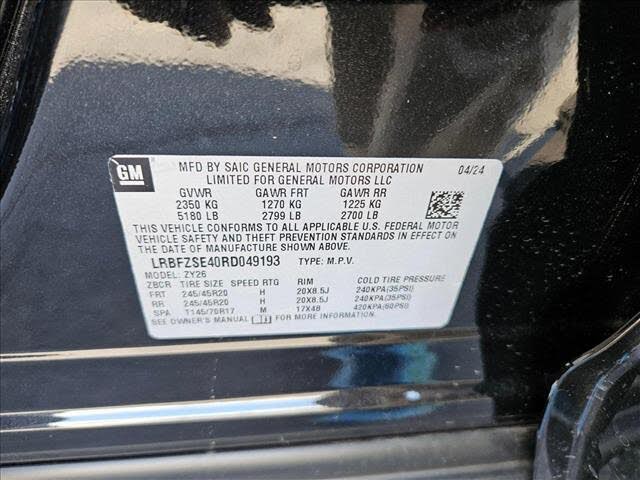 GM
MFD BY SAIC GENERAL MOTORS CORPORATION 04/24
LIMITED FOR GENERAL MOTORS LLC
GVWR GAWR FRT GAWR RR
2350 KG 1270 KG 1225 KG
5180 LB 2799 LB 2700 LB
THIS VEHICLE CONFORMS TO ALL APPLICABLE U.S. FEDERAL MOTOR
VEHICLE SAFETY AND THEFT PREVENTION STANDARDS IN EFFECT ON
THE DATE OF MANUFACTURE SHOWN ABOVE.
LRBFZSE40RD049193 TYPE: M.P.V.
MODEL: ZY26
ZBCR TIRE SIZE SPEED RTG RIM COLD TIRE PRESSURE
FRT 245/45R20 H 20X8.5J 240KPA(35PSI)
RR 245/45R20 H 20X8.5J 240KPA(35PSI)
SPA T145/70R17 M 17X4B 420KPA(60PSI)
SEE OWNER'S MANUAL FOR ADDITIONAL INFORMATION.